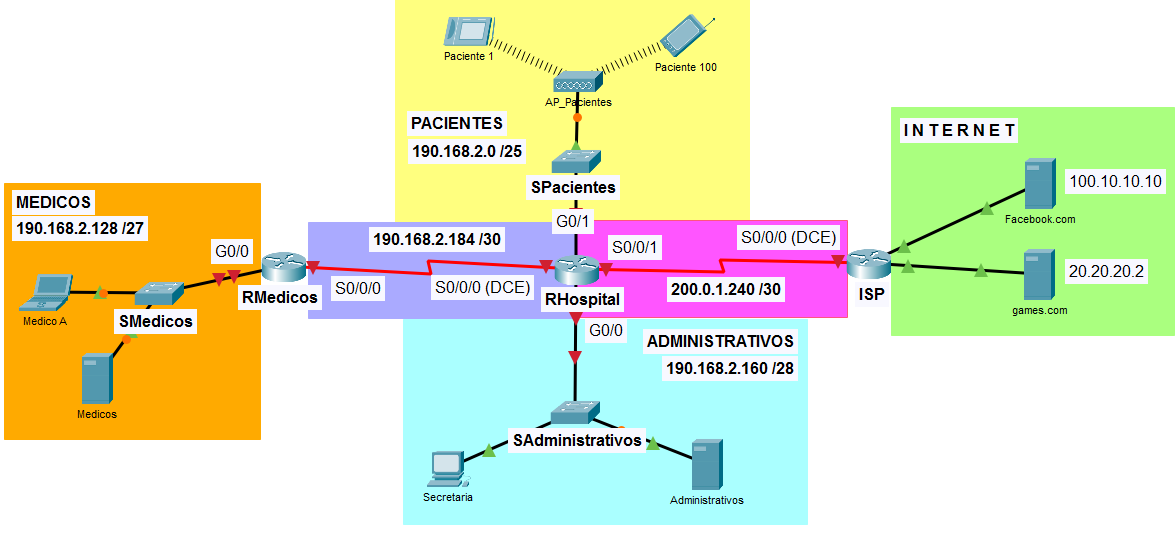 Paciente 1
Paciente 100
AP_Pacientes
PACIENTES
190.168.2.0 /25
SPacientes
I N T E R N E T
100.10.10.10
Facebook.com
20.20.20.2
games.com
MEDICOS
190.168.2.128 /27
G0/0
RMedicos
Medico A
SMedicos
Medicos
190.168.2.184 /30
S0/0/0
S0/0/0 (DCE)
G0/1
S0/0/1
RHospital
G0/0
S0/0/0 (DCE)
200.0.1.240 /30
ISP
ADMINISTRATIVOS
190.168.2.160 /28
SAdministrativos
Secretaria
Administrativos